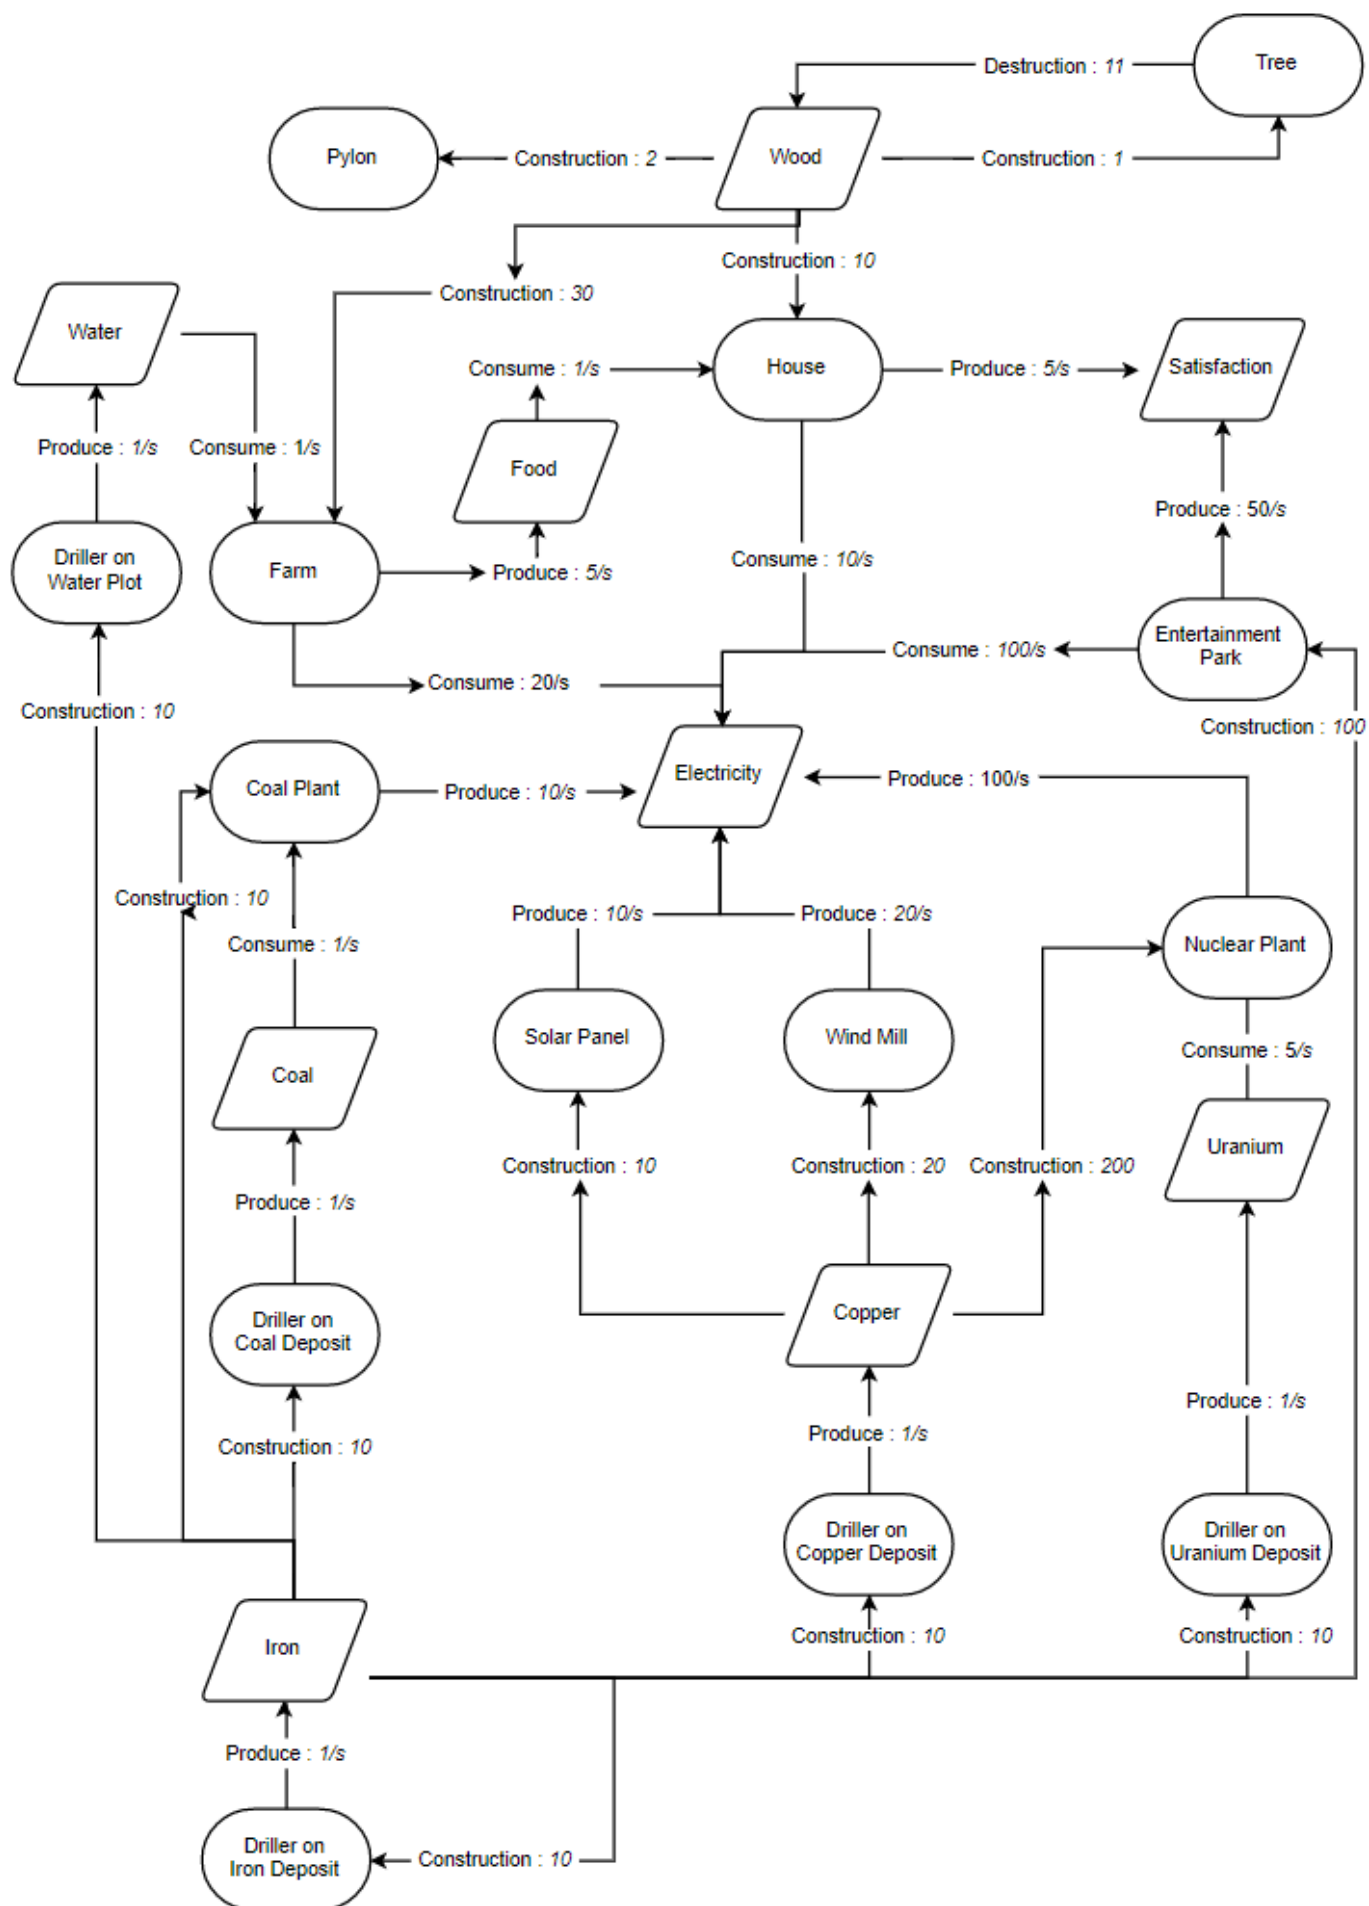 Destruction : 11
Tree
Pylon
Construction : 2
Wood
Construction : 1
Construction : 10
Construction : 30
Water
Consume : 1/s
House
Produce : 5/s
Satisfaction
Produce : 1/s
Consume : 1/s
Food
Produce : 50/s
Driller on
Water Plot
Farm
Produce : 5/s
Consume : 10/s
Entertainment
Park
Consume : 100/s
Consume : 20/s
Construction : 10
Construction : 100
Coal Plant
Produce : 10/s
Electricity
Produce : 100/s
Construction : 10
Consume : 1/s
Produce : 10/s
Produce : 20/s
Nuclear Plant
Solar Panel
Wind Mill
Consume : 5/s
Coal
Uranium
Construction : 10
Construction : 20
Construction : 200
Produce : 1/s
Driller on
Coal Deposit
Copper
Produce : 1/s
Construction : 10
Produce : 1/s
Driller on
Copper Deposit
Driller on
Uranium Deposit
Iron
Construction : 10
Construction : 10
Produce : 1/s
Driller on
Iron Deposit
Construction : 10